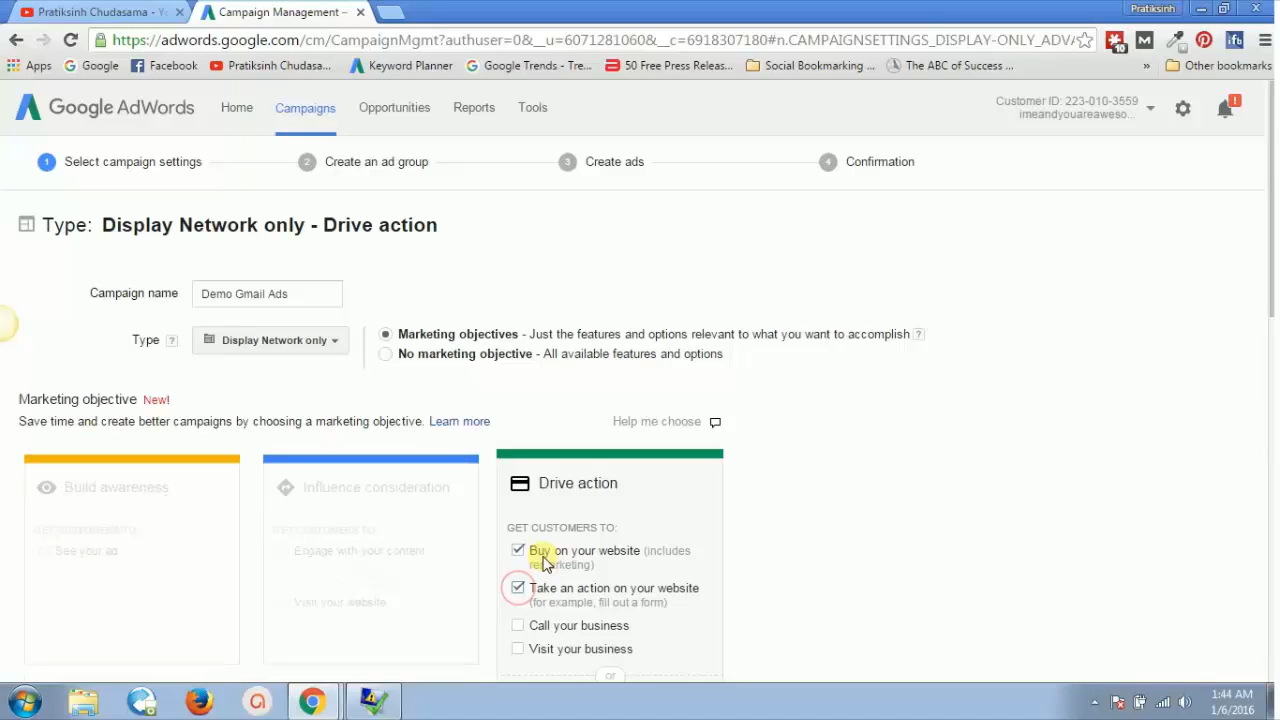 Pratiksinh Chudasama - Y
Campaign Management –
Pratiksinh
https://adwords.google.com/cm/CampaignMgmt?authuser=0&__u=6071281060&__c=6918307180#n.CAMPAIGNSETTINGS_DISPLAY-ONLY_ADVA
10
M
ifb
Apps
Google
Facebook
Pratiksinh Chudasa...
Keyword Planner
Google Trends - Tre...
50 Free Press Releas...
Social Bookmarking ...
The ABC of Success ...
»
Other bookmarks
Google AdWords
Home
Campaigns
Opportunities
Reports
Tools
Customer ID: 223-010-3559
imeandyouareaweso...
!
1 Select campaign settings
2 Create an ad group
3 Create ads
4 Confirmation
Type: Display Network only - Drive action
Campaign name
Demo Gmail Ads
Type ?
Display Network only
Marketing objectives - Just the features and options relevant to what you want to accomplish ?
No marketing objective - All available features and options
Marketing objective New!
Save time and create better campaigns by choosing a marketing objective. Learn more
Help me choose
Build awareness
See your ad
Influence consideration
Engage with your content
Visit your website
Drive action
GET CUSTOMERS TO:
Buy on your website (includes
remarketing)
Take an action on your website
(for example, fill out a form)
Call your business
Visit your business
or
1:44 AM
1/6/2016